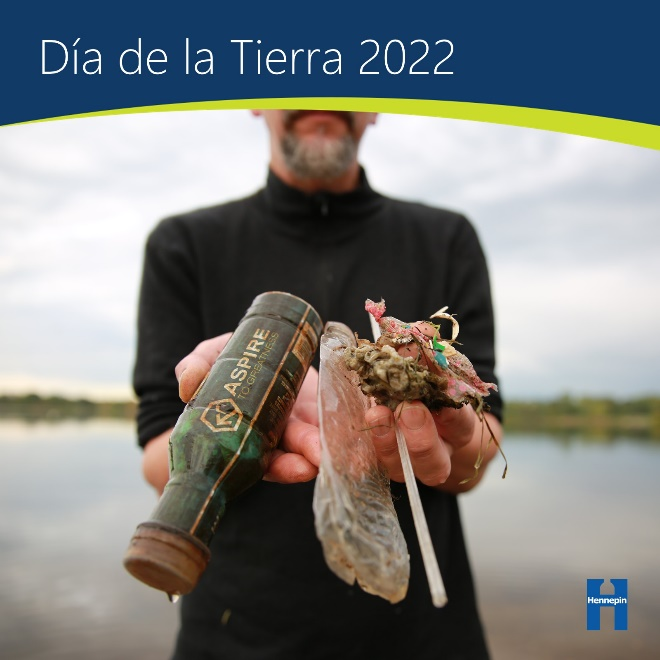 Día de la Tierra 2022
ASPIRE
TO GREATNESS
Hennepin